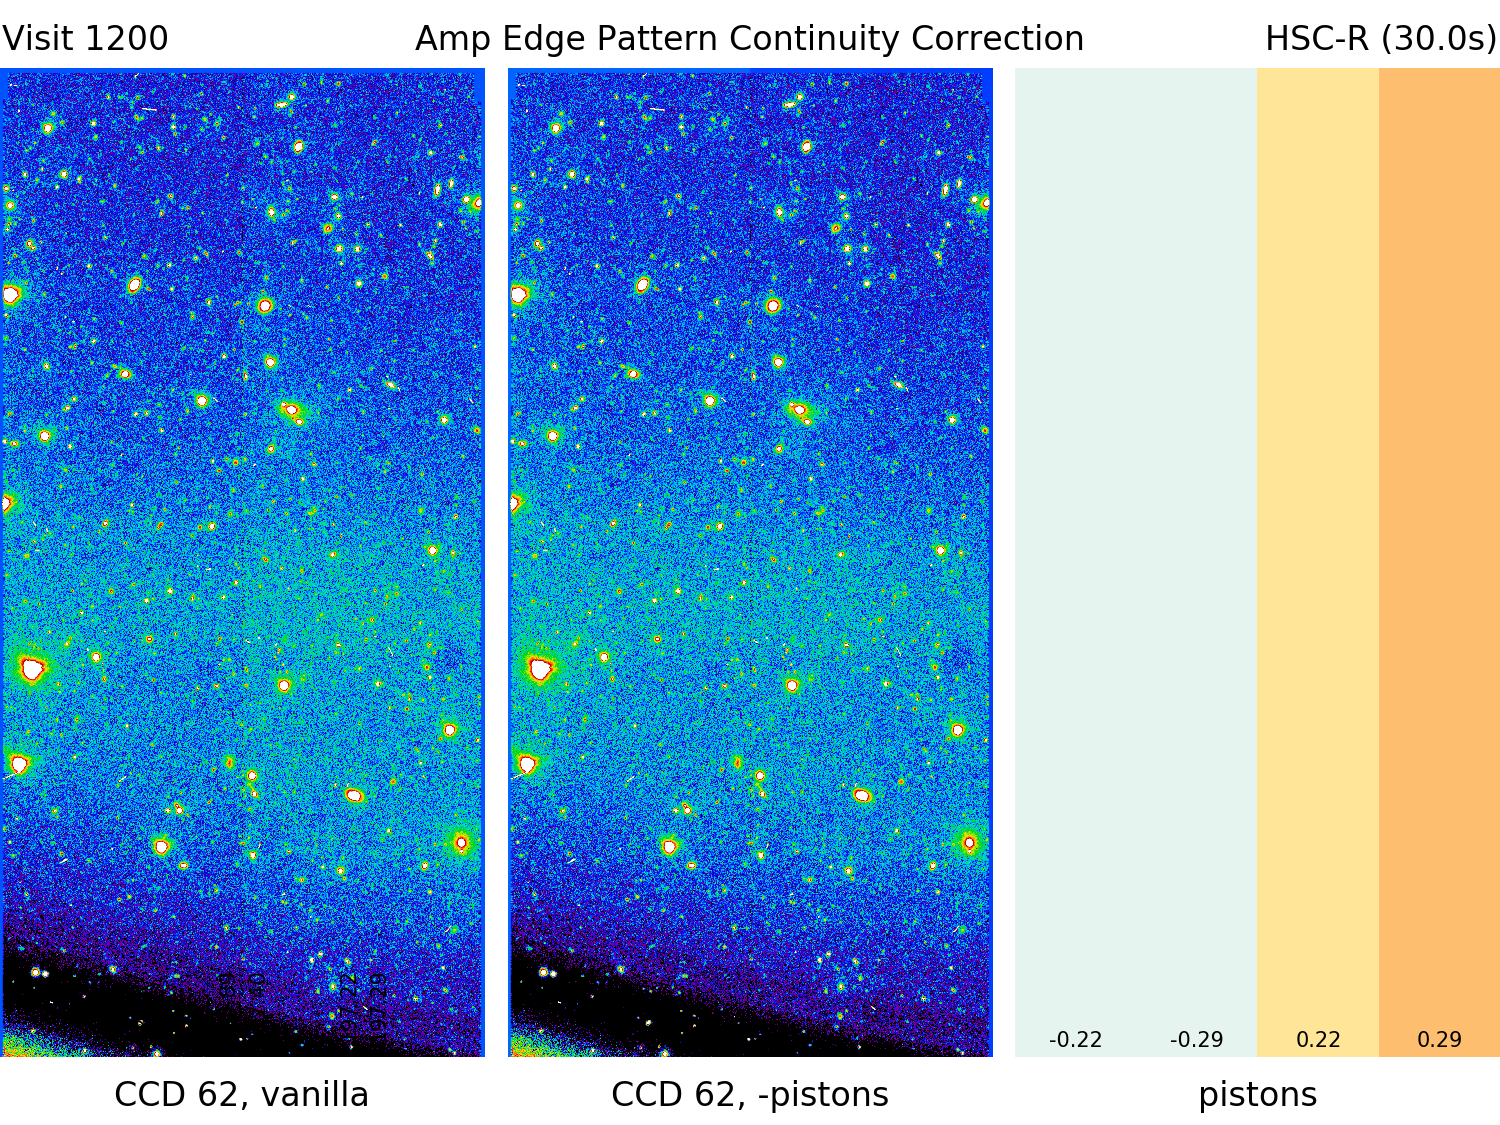 Visit 1200
Amp Edge Pattern Continuity Correction
HSC-R (30.0s)
-0.22
-0.29
0.22
0.29
CCD 62, vanilla
CCD 62, -pistons
pistons